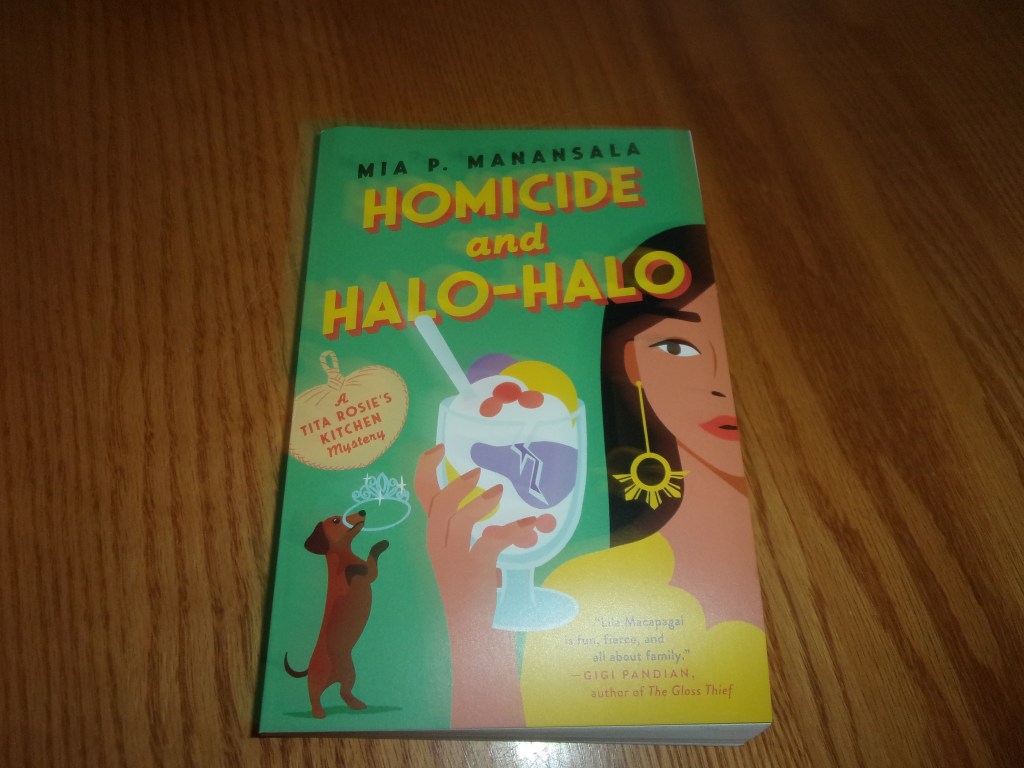 MIA P. MANANSALA
HOMICIDE
and
HALO-HALO
A
TITA ROSIE'S
KITCHEN
Mystery
"Lila Macapagal
is fun, fierce, and
all about family."
—GIGI PANDIAN,
author of The Glass Thief